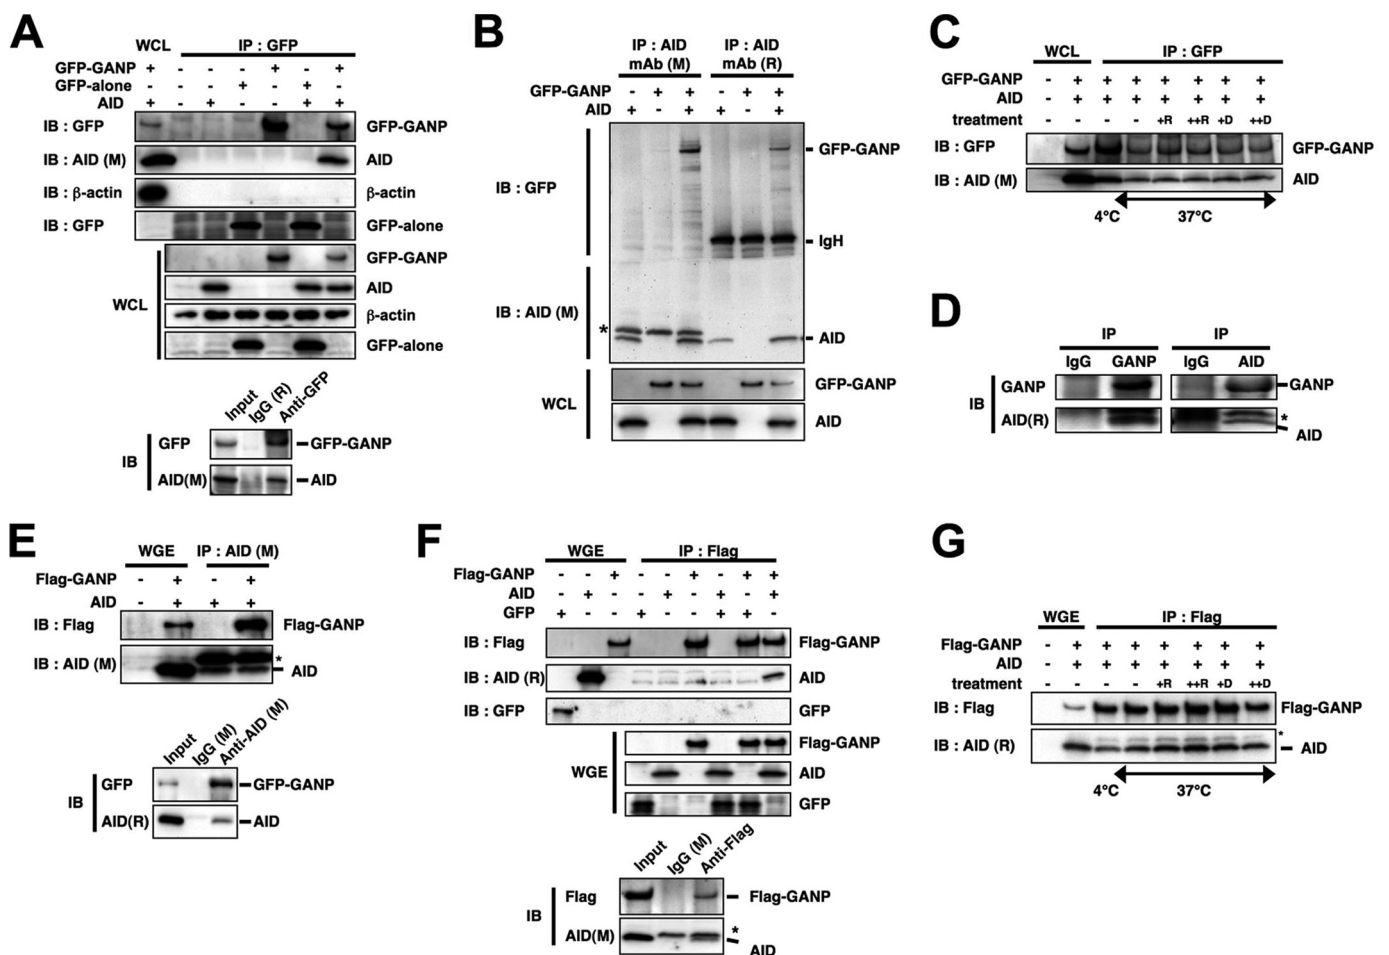 A
WCL IP : GFP
GFP-GANP + - - - + - +
GFP-alone - - - + - + -
AID + - + - - + +
IB : GFP GFP-GANP
IB : AID (M) AID
IB : β-actin β-actin
IB : GFP GFP-alone
WCL
GFP-GANP
AID
β-actin
GFP-alone
Input IgG (R) Anti-GFP
IB
GFP GFP-GANP
AID(M) AID
B
IP : AID mAb (M) IP : AID mAb (R)
GFP-GANP - + + - + +
AID + - + + - +
IB : GFP
GFP-GANP
IgH
IB : AID (M)
*
AID
WCL
GFP-GANP
AID
C
WCL IP : GFP
GFP-GANP - + + + + + + +
AID - + + + + + + +
treatment - - - - +R ++R +D ++D
IB : GFP GFP-GANP
IB : AID (M) AID
4°C 37°C
D
IP IP
IgG GANP IgG AID
IB
GANP GANP
AID(R) *
AID
E
WGE IP : AID (M)
Flag-GANP - + - +
AID - + + +
IB : Flag Flag-GANP
IB : AID (M) *
AID
Input IgG (M) Anti-AID (M)
IB
GFP GFP-GANP
AID(R) AID
F
WGE IP : Flag
Flag-GANP - - + - - + - + +
AID - + - - + - + - +
GFP + - - + - - + + -
IB : Flag Flag-GANP
IB : AID (R) AID
IB : GFP GFP
WGE
Flag-GANP
AID
GFP
Input IgG (M) Anti-Flag
IB
Flag Flag-GANP
AID(M) *
AID
G
WGE IP : Flag
Flag-GANP - + + + + + + +
AID - + + + + + + +
treatment - - - - +R ++R +D ++D
IB : Flag Flag-GANP
IB : AID (R) *
AID
4°C 37°C